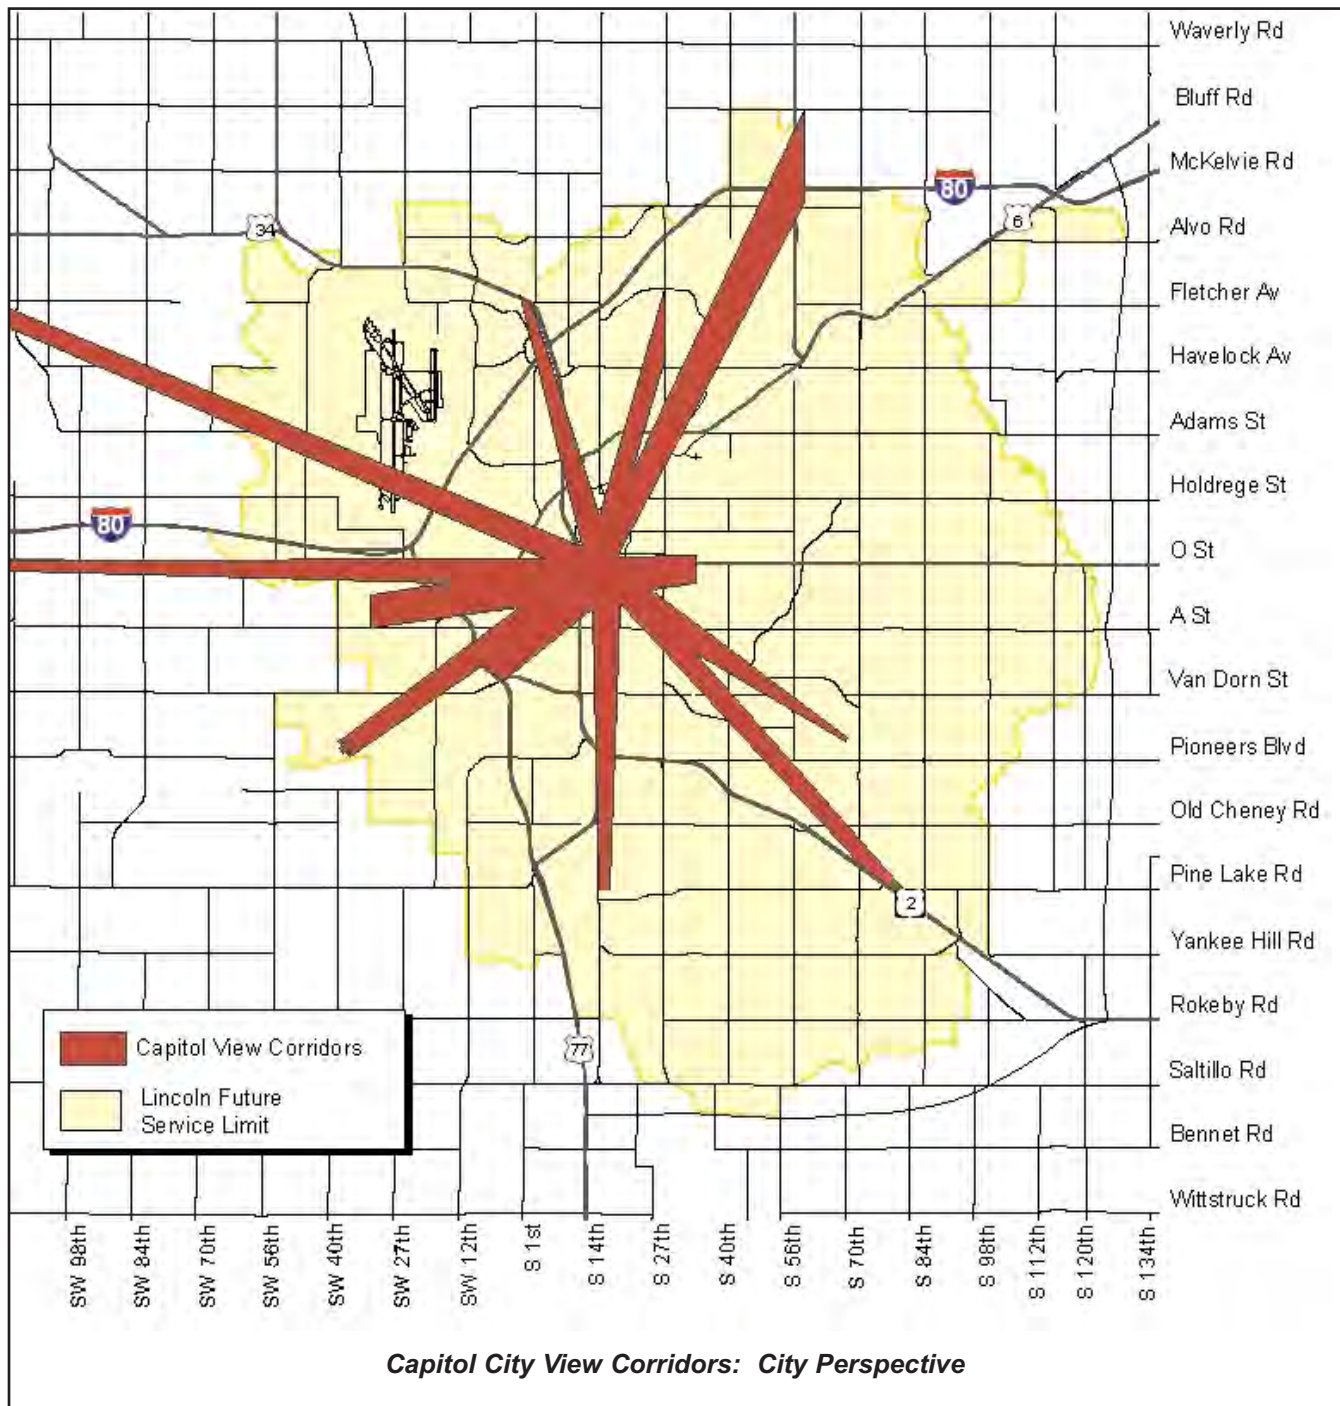 Waverly Rd
Bluff Rd
McKelvie Rd
80
6
34
Alvo Rd
Fletcher Av
Havelock Av
Adams St
Holdrege St
80
O St
A St
Van Dorn St
Pioneers Blvd
Old Cheney Rd
Pine Lake Rd
2
Yankee Hill Rd
Rokeby Rd
Capitol View Corridors
77
Saltillo Rd
Lincoln Future
Service Limit
Bennet Rd
Wittstruck Rd
SW 98th
SW 84th
SW 70th
SW 56th
SW 40th
SW 27th
SW 12th
S 1st
S 14th
S 27th
S 40th
S 56th
S 70th
S 84th
S 98th
S 112th
S 120th
S 134th
Capitol City View Corridors: City Perspective